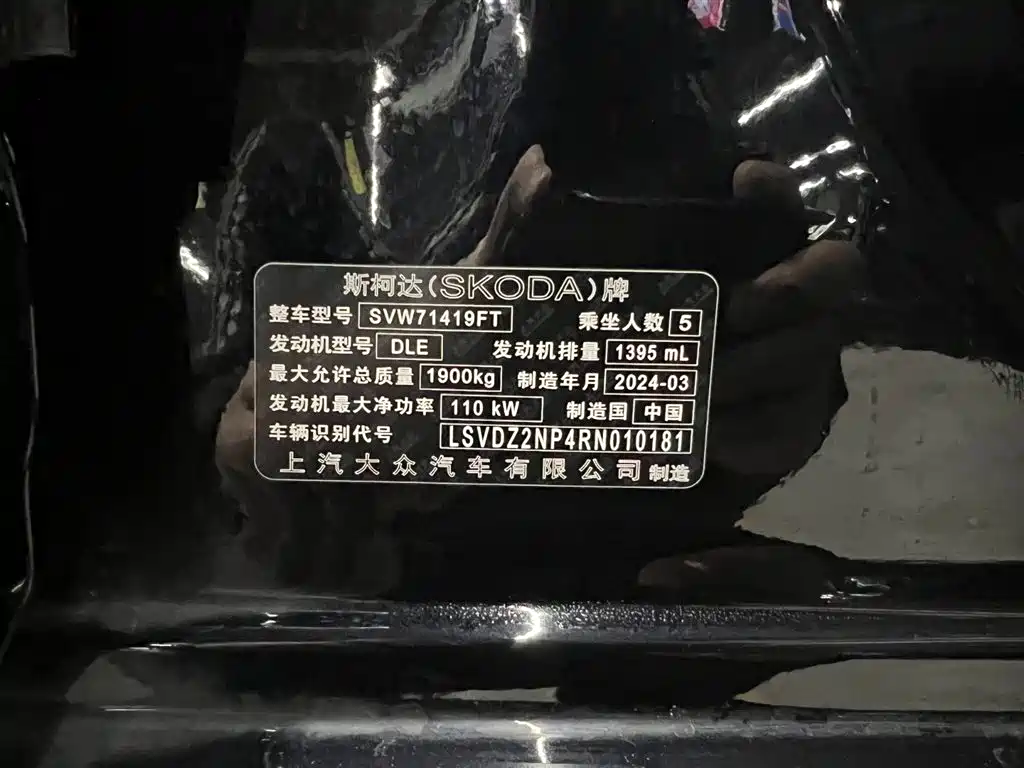 斯柯达(SKODA)牌
整车型号 SVW71419FT 乘坐人数 5
发动机型号 DLE 发动机排量 1395 mL
最大允许总质量 1900kg 制造年月 2024-03
发动机最大净功率 110 kW 制造国 中国
车辆识别代号 LSVDZ2NP4RN010181
上汽大众汽车有限公司 制造